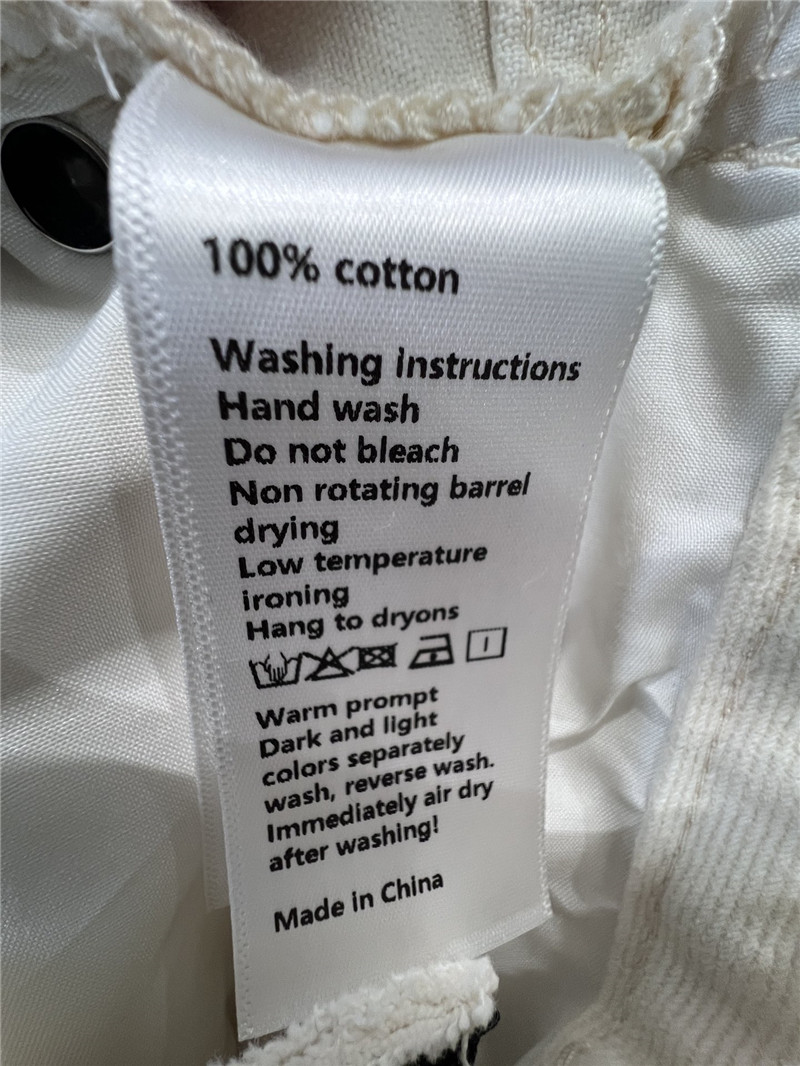 100% cotton
Washing instructions
Hand wash
Do not bleach
Non rotating barrel
drying
Low temperature
ironing
Hang to dryons
Warm prompt
Dark and light
colors separately
wash, reverse wash.
Immediately air dry
after washing!
Made in China